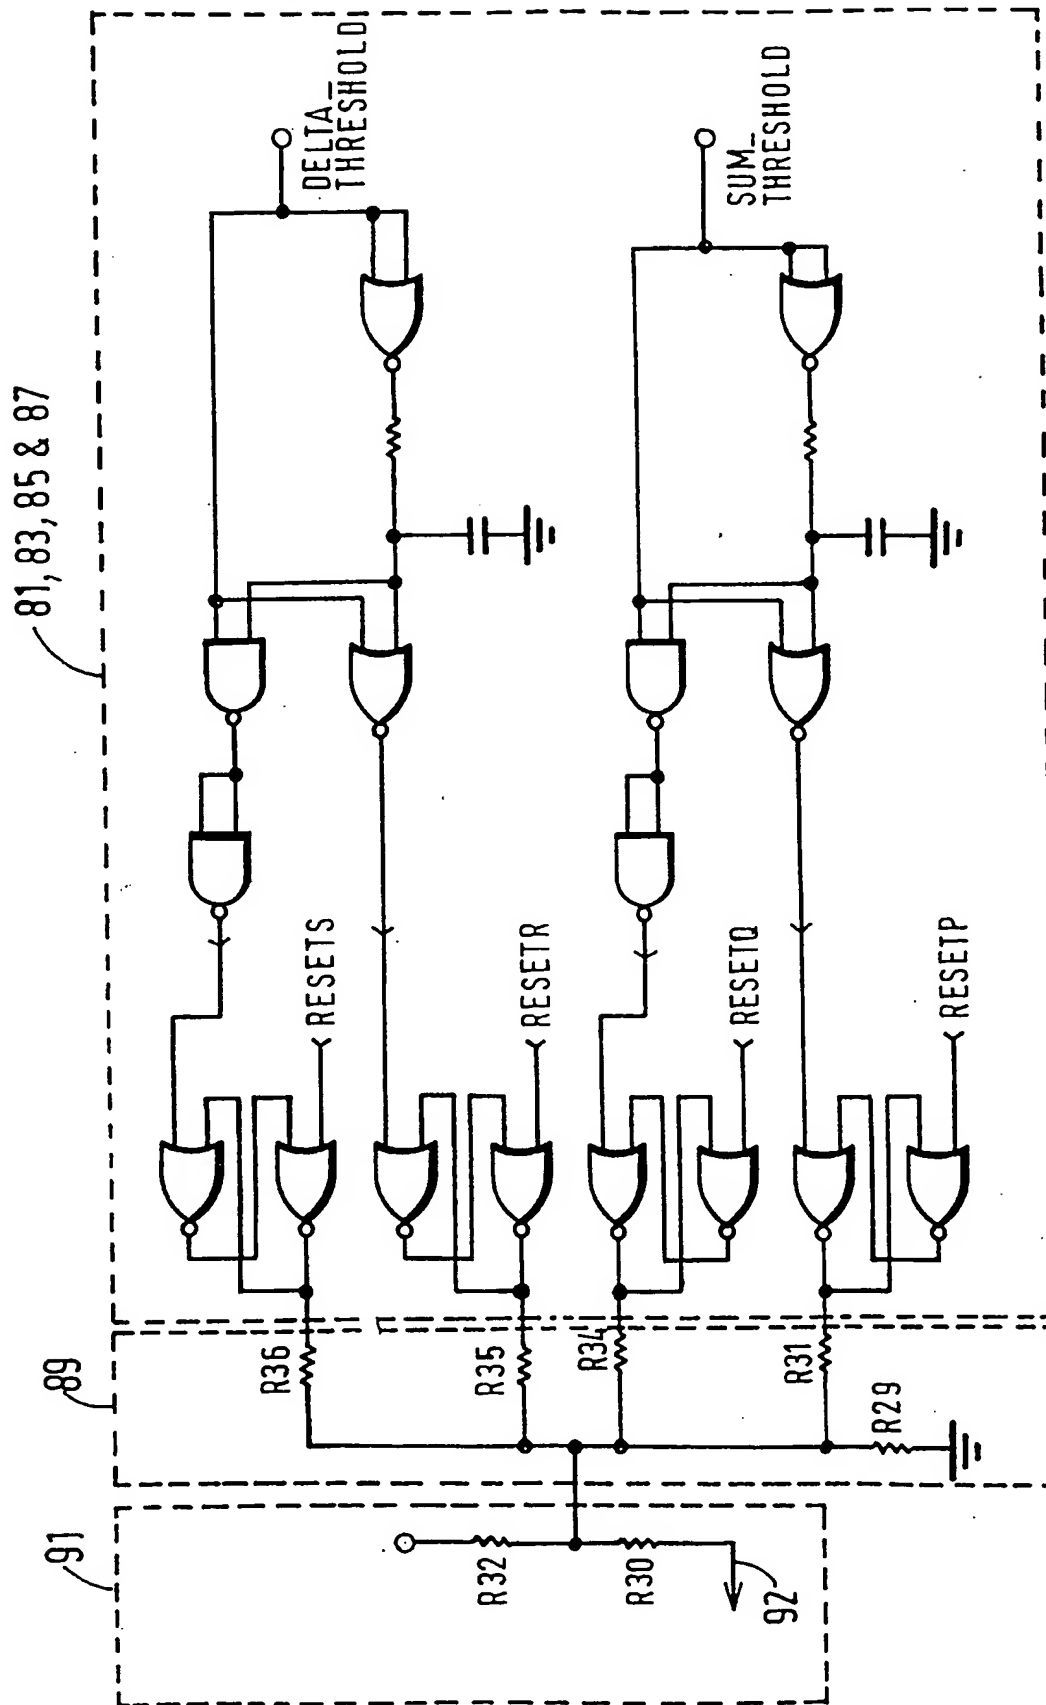 81, 83, 85 & 87
DELTA_
THRESHOLD
SUM_
THRESHOLD
RESETS
RESETR
RESETQ
RESETP
89
R36
R35
R34
R31
R29
91
R32
R30
92